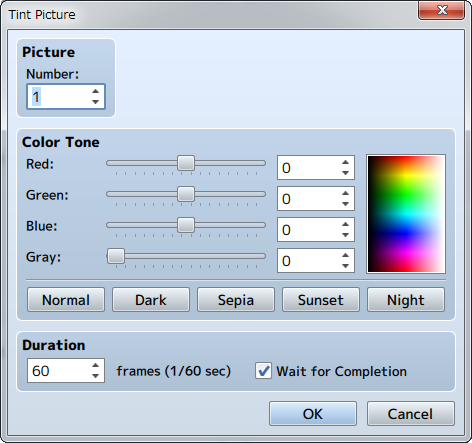 Tint Picture
Picture
Number:
1
Color Tone
Red: 0
Green: 0
Blue: 0
Gray: 0
Normal Dark Sepia Sunset Night
Duration
60 frames (1/60 sec) Wait for Completion
OK Cancel